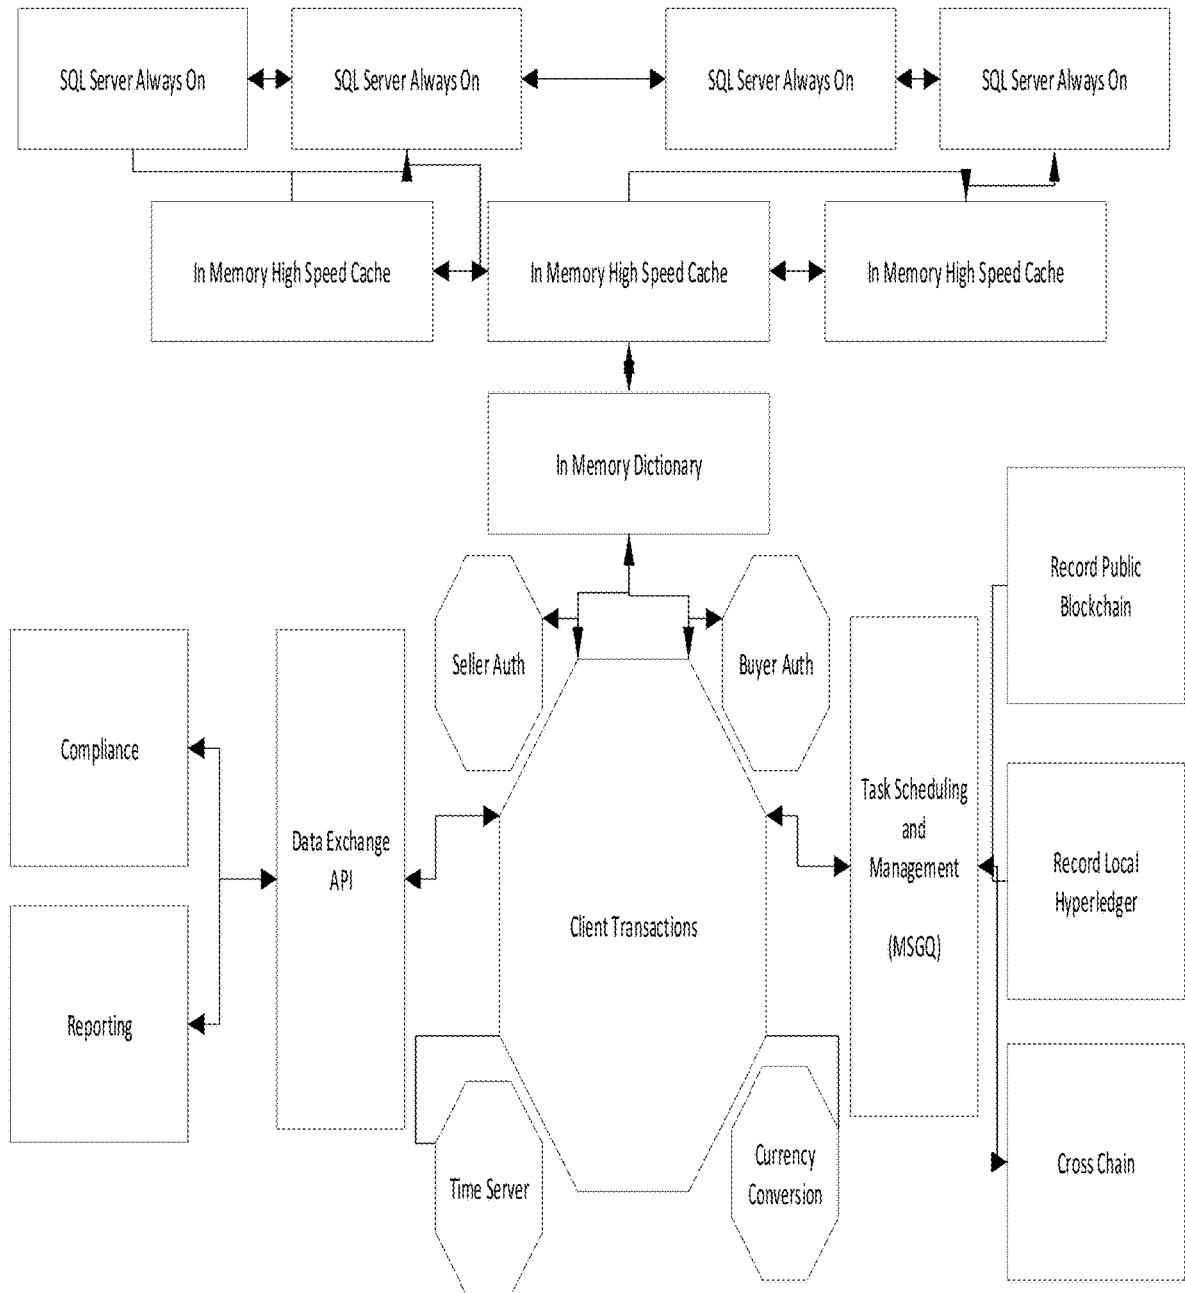 SQL Server Always On
SQL Server Always On
SQL Server Always On
SQL Server Always On
In Memory High Speed Cache
In Memory High Speed Cache
In Memory High Speed Cache
In Memory Dictionary
Seller Auth
Buyer Auth
Record Public
Blockchain
Compliance
Data Exchange
API
Client Transactions
Task Scheduling
and
Management
(MSGQ)
Record Local
Hyperledger
Reporting
Time Server
Currency
Conversion
Cross Chain